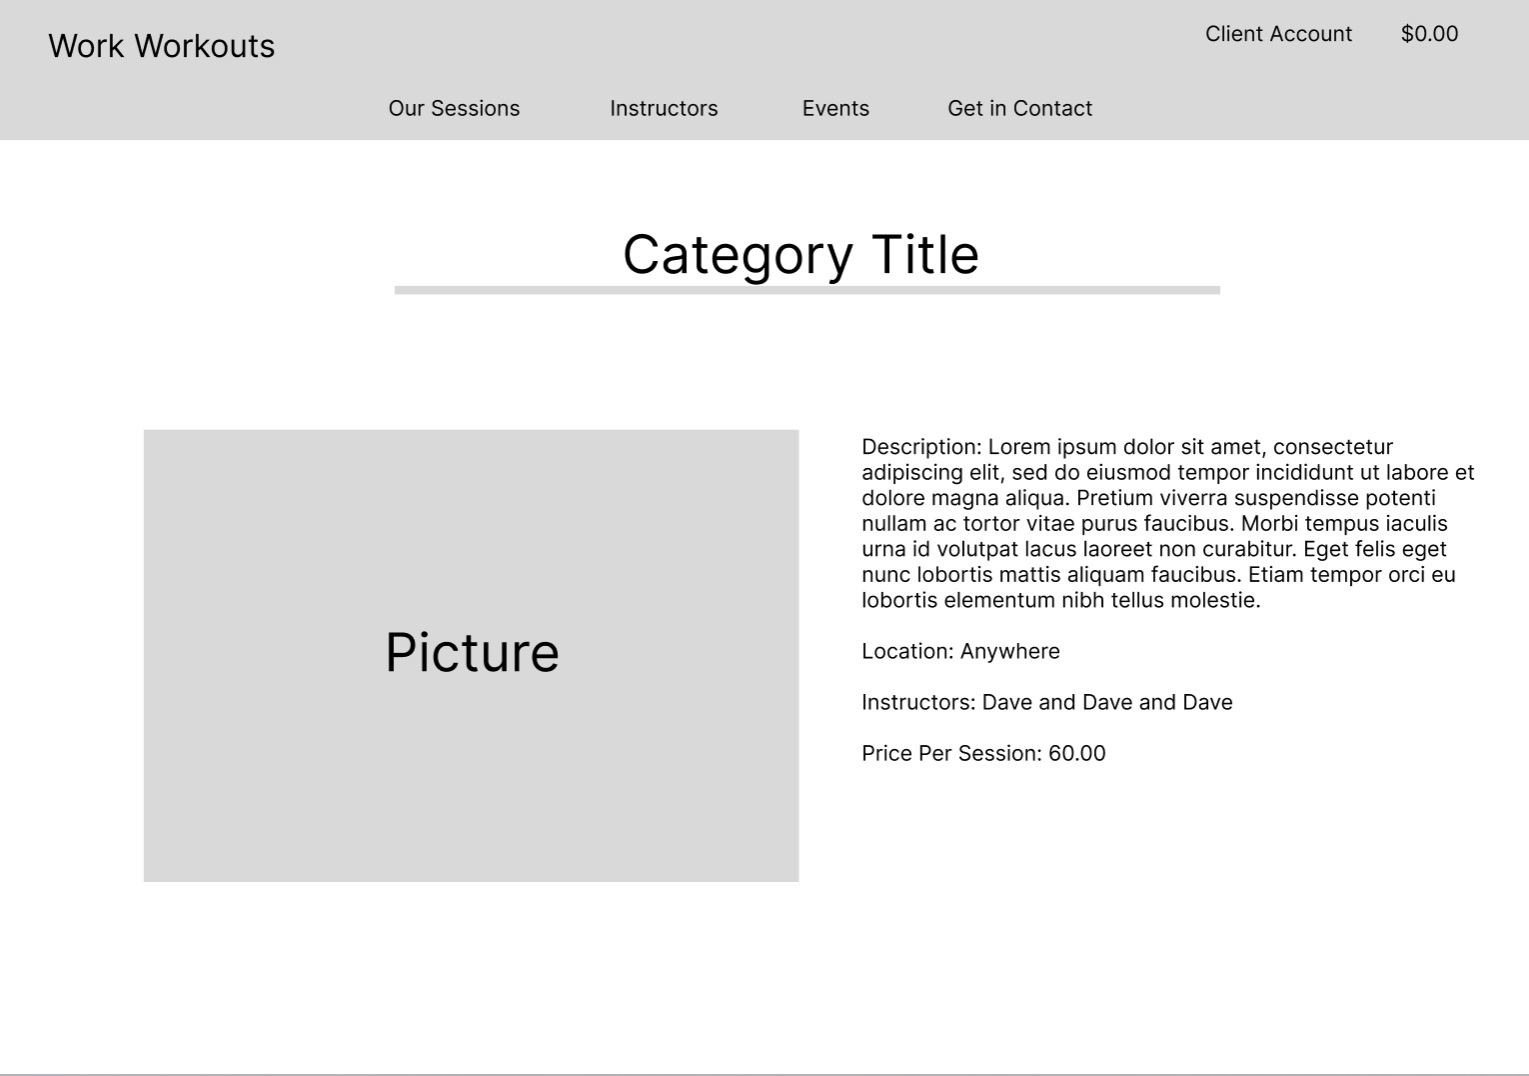 Work Workouts
Client Account
$0.00
Our Sessions
Instructors
Events
Get in Contact
Category Title
Picture
Description: Lorem ipsum dolor sit amet, consectetur
adipiscing elit, sed do eiusmod tempor incididunt ut labore et
dolore magna aliqua. Pretium viverra suspendisse potenti
nullam ac tortor vitae purus faucibus. Morbi tempus iaculis
urna id volutpat lacus laoreet non curabitur. Eget felis eget
nunc lobortis mattis aliquam faucibus. Etiam tempor orci eu
lobortis elementum nibh tellus molestie.
Location: Anywhere
Instructors: Dave and Dave and Dave
Price Per Session: 60.00